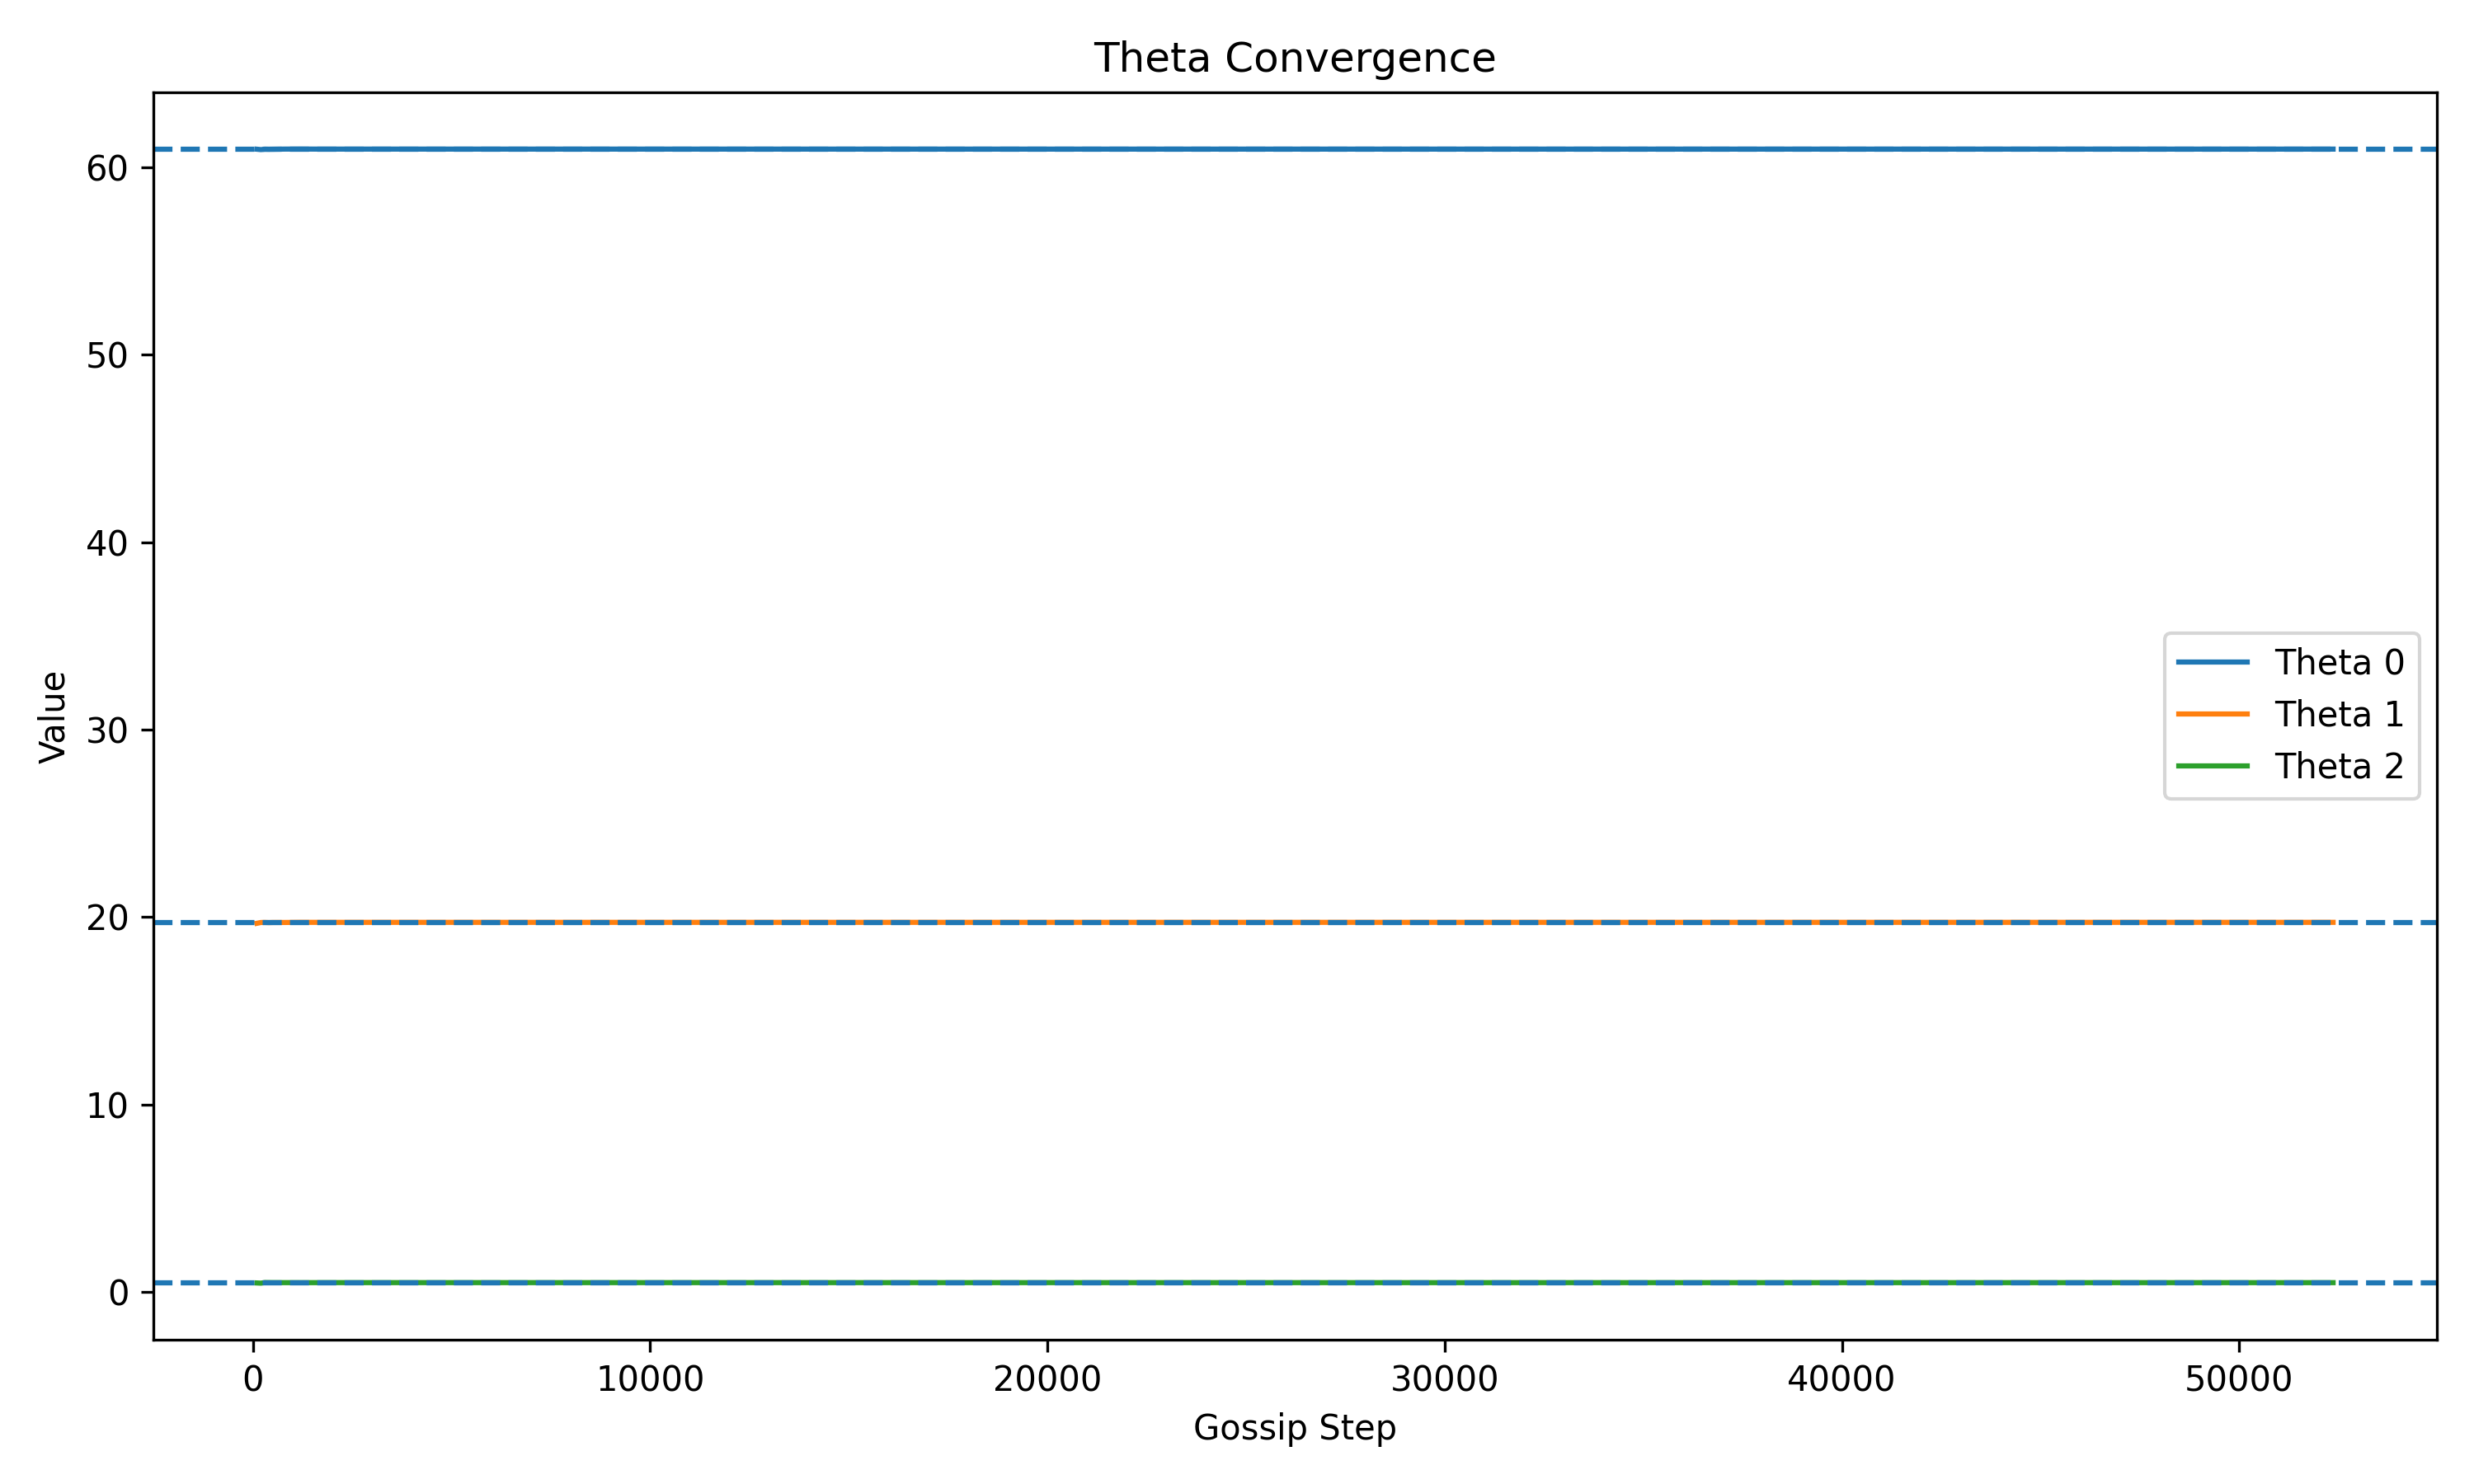 Theta Convergence
60
50
40
30
20
10
0
Value
Theta 0
Theta 1
Theta 2
0 10000 20000 30000 40000 50000
Gossip Step